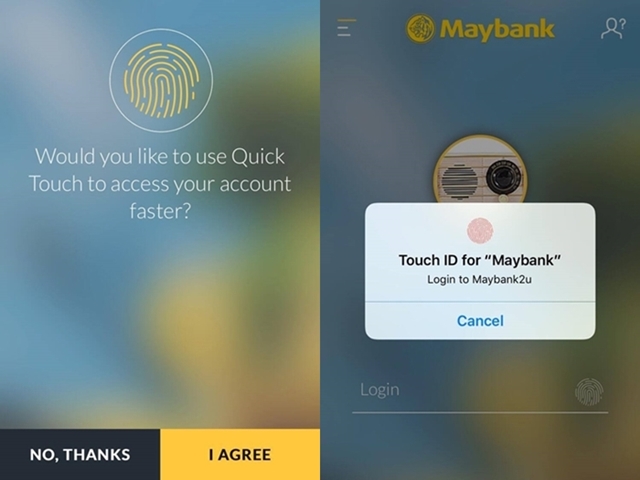 Would you like to use Quick
Touch to access your account
faster?
NO, THANKS
I AGREE
Maybank
Touch ID for “Maybank”
Login to Maybank2u
Cancel
Login